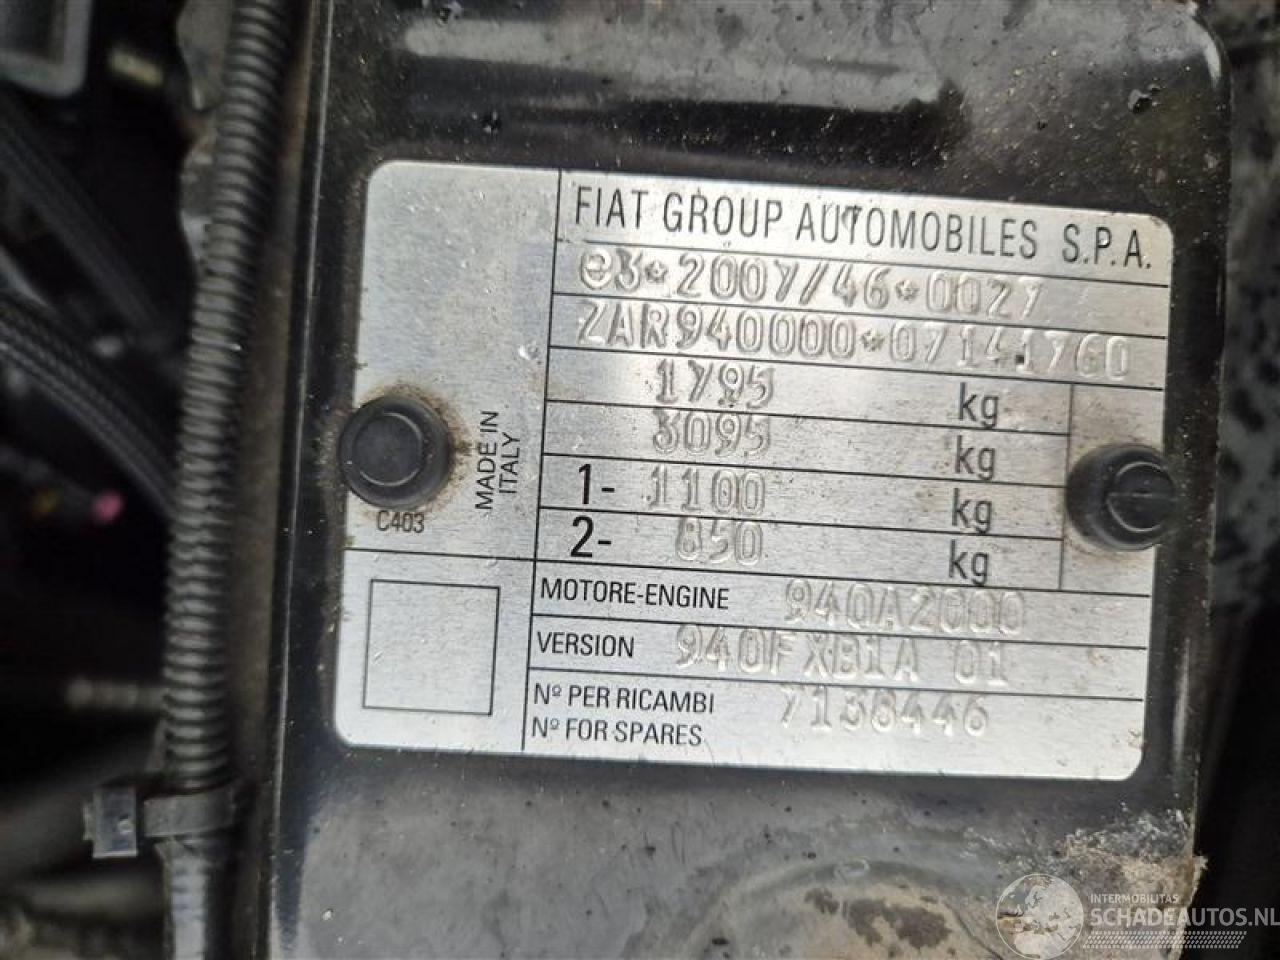 FIAT GROUP AUTOMOBILES S.P.A.
e3*2007/46*0027
ZAR940000*07141760
1795 kg
3095 kg
1- 1100 kg
2- 850 kg
MADE IN
ITALY
C403
MOTORE-ENGINE 940A2000
VERSION 940FXB1A 01
Nº PER RICAMBI 7138446
Nº FOR SPARES
INTERMOBILITAS
SCHADEAUTOS.NL